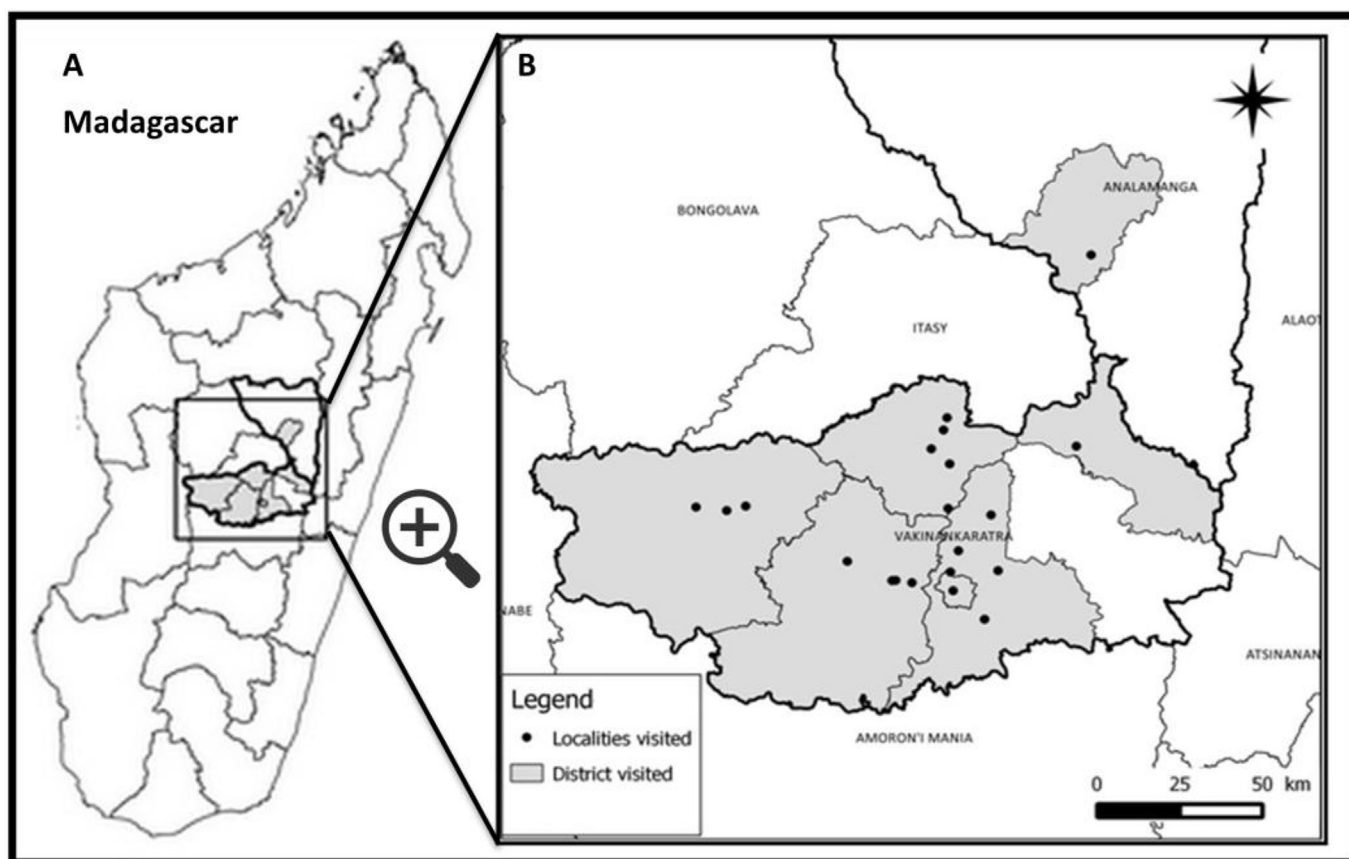 A
Madagascar
B
ANALAMANGA
BONGOLAVA
ITASY
ALAOT
VAKINANKARATRA
NABE
ATSINANAN
AMORON'I MANIA
Legend
Localities visited
District visited
0 25 50 km